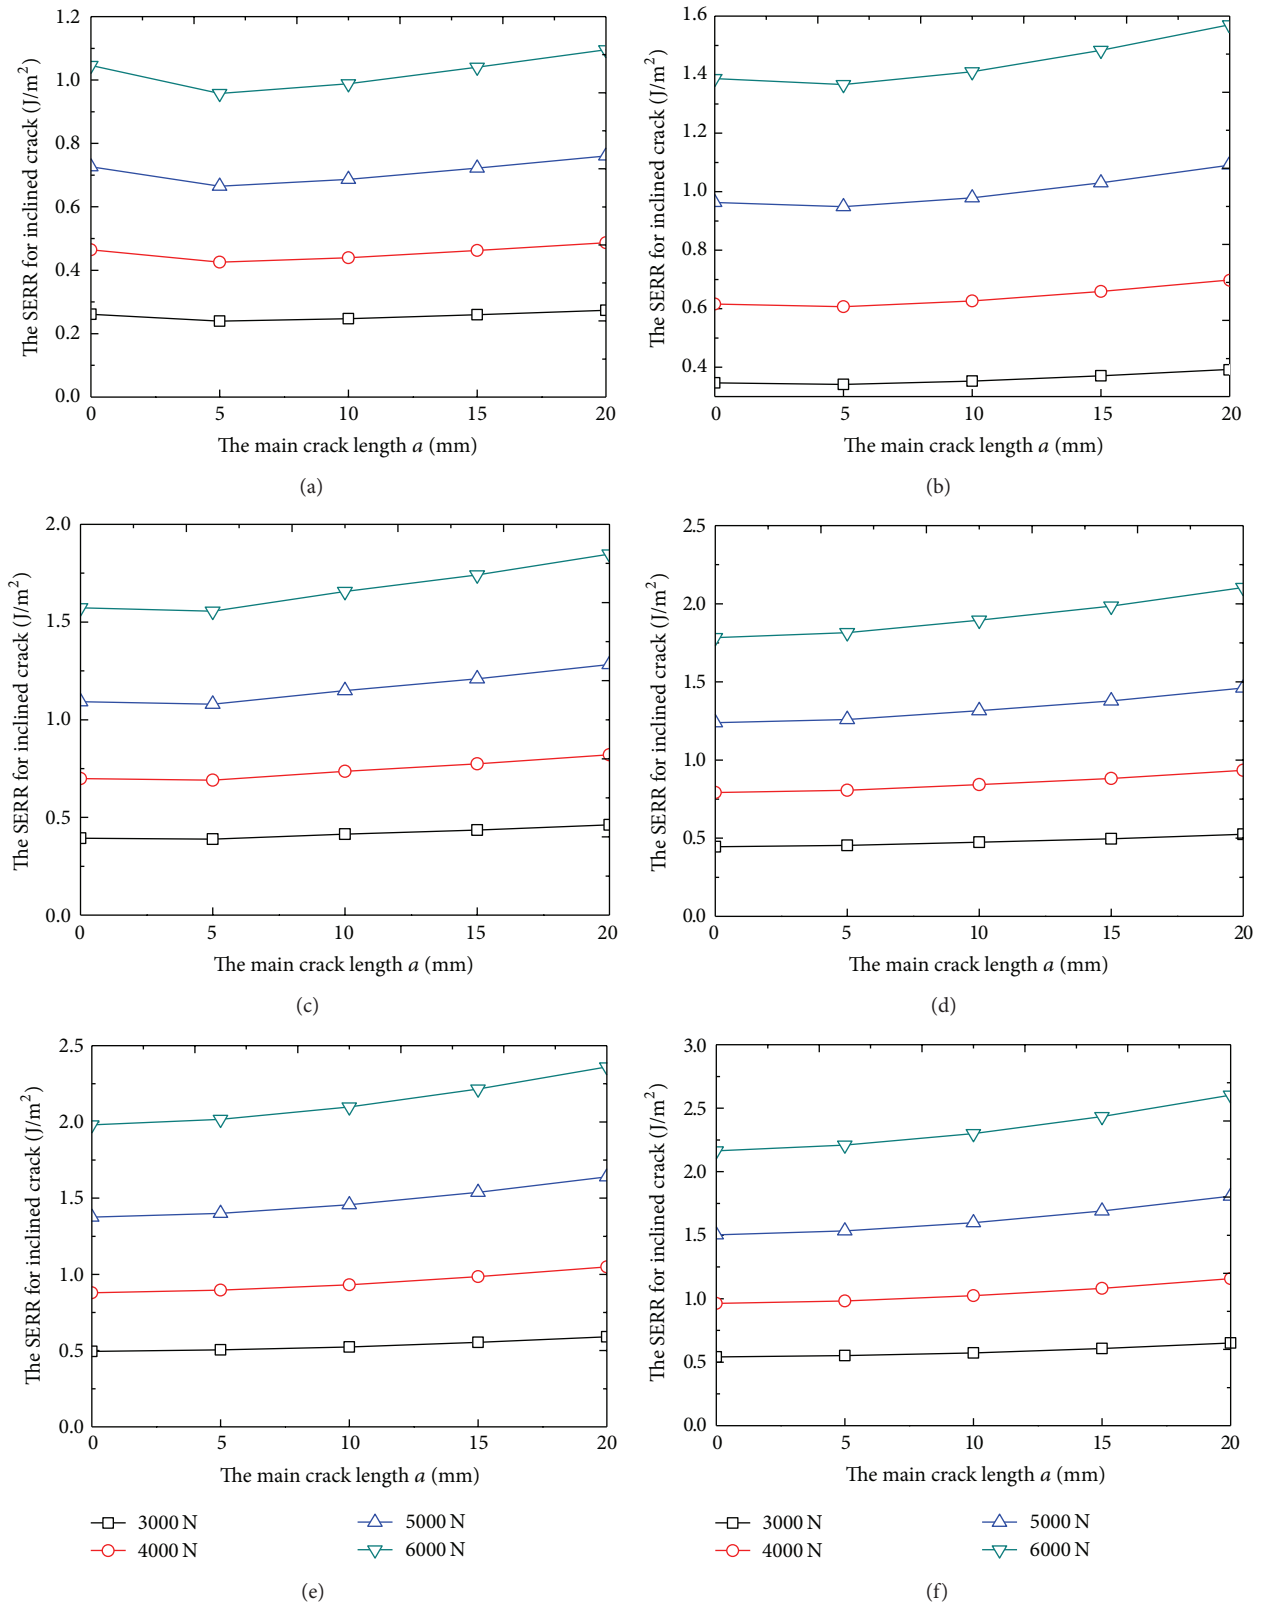 The SERR for inclined crack (J/m²)
1.2
1.0
0.8
0.6
0.4
0.2
0.0
0 5 10 15 20
The main crack length a (mm)
(a)
The SERR for inclined crack (J/m²)
1.6
1.4
1.2
1.0
0.8
0.6
0.4
0 5 10 15 20
The main crack length a (mm)
(b)
The SERR for inclined crack (J/m²)
2.0
1.5
1.0
0.5
0.0
0 5 10 15 20
The main crack length a (mm)
(c)
The SERR for inclined crack (J/m²)
2.5
2.0
1.5
1.0
0.5
0.0
0 5 10 15 20
The main crack length a (mm)
(d)
The SERR for inclined crack (J/m²)
2.5
2.0
1.5
1.0
0.5
0.0
0 5 10 15 20
The main crack length a (mm)
3000 N 5000 N
4000 N 6000 N
(e)
The SERR for inclined crack (J/m²)
3.0
2.5
2.0
1.5
1.0
0.5
0.0
0 5 10 15 20
The main crack length a (mm)
3000 N 5000 N
4000 N 6000 N
(f)